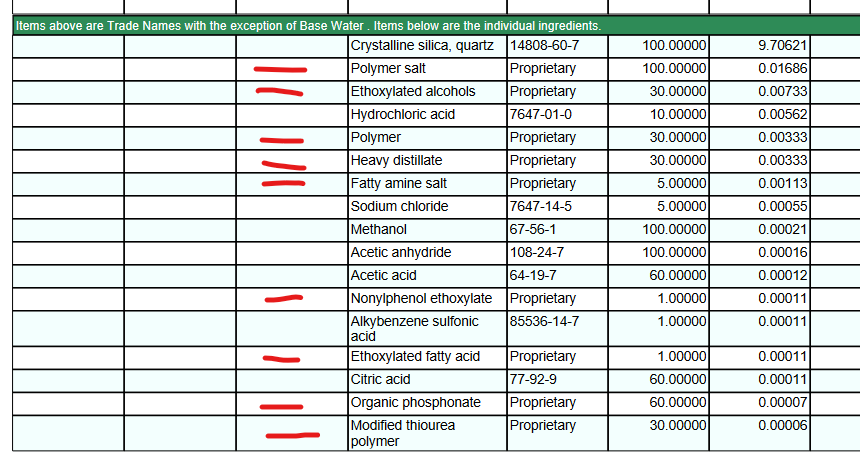 Items above are Trade Names with the exception of Base Water . Items below are the individual ingredients.
Crystalline silica, quartz 14808-60-7 100.00000 9.70621
Polymer salt Proprietary 100.00000 0.01686
Ethoxylated alcohols Proprietary 30.00000 0.00733
Hydrochloric acid 7647-01-0 10.00000 0.00562
Polymer Proprietary 30.00000 0.00333
Heavy distillate Proprietary 30.00000 0.00333
Fatty amine salt Proprietary 5.00000 0.00113
Sodium chloride 7647-14-5 5.00000 0.00055
Methanol 67-56-1 100.00000 0.00021
Acetic anhydride 108-24-7 100.00000 0.00016
Acetic acid 64-19-7 60.00000 0.00012
Nonylphenol ethoxylate Proprietary 1.00000 0.00011
Alkybenzene sulfonic 85536-14-7 1.00000 0.00011
acid
Ethoxylated fatty acid Proprietary 1.00000 0.00011
Citric acid 77-92-9 60.00000 0.00011
Organic phosphonate Proprietary 60.00000 0.00007
Modified thiourea Proprietary 30.00000 0.00006
polymer